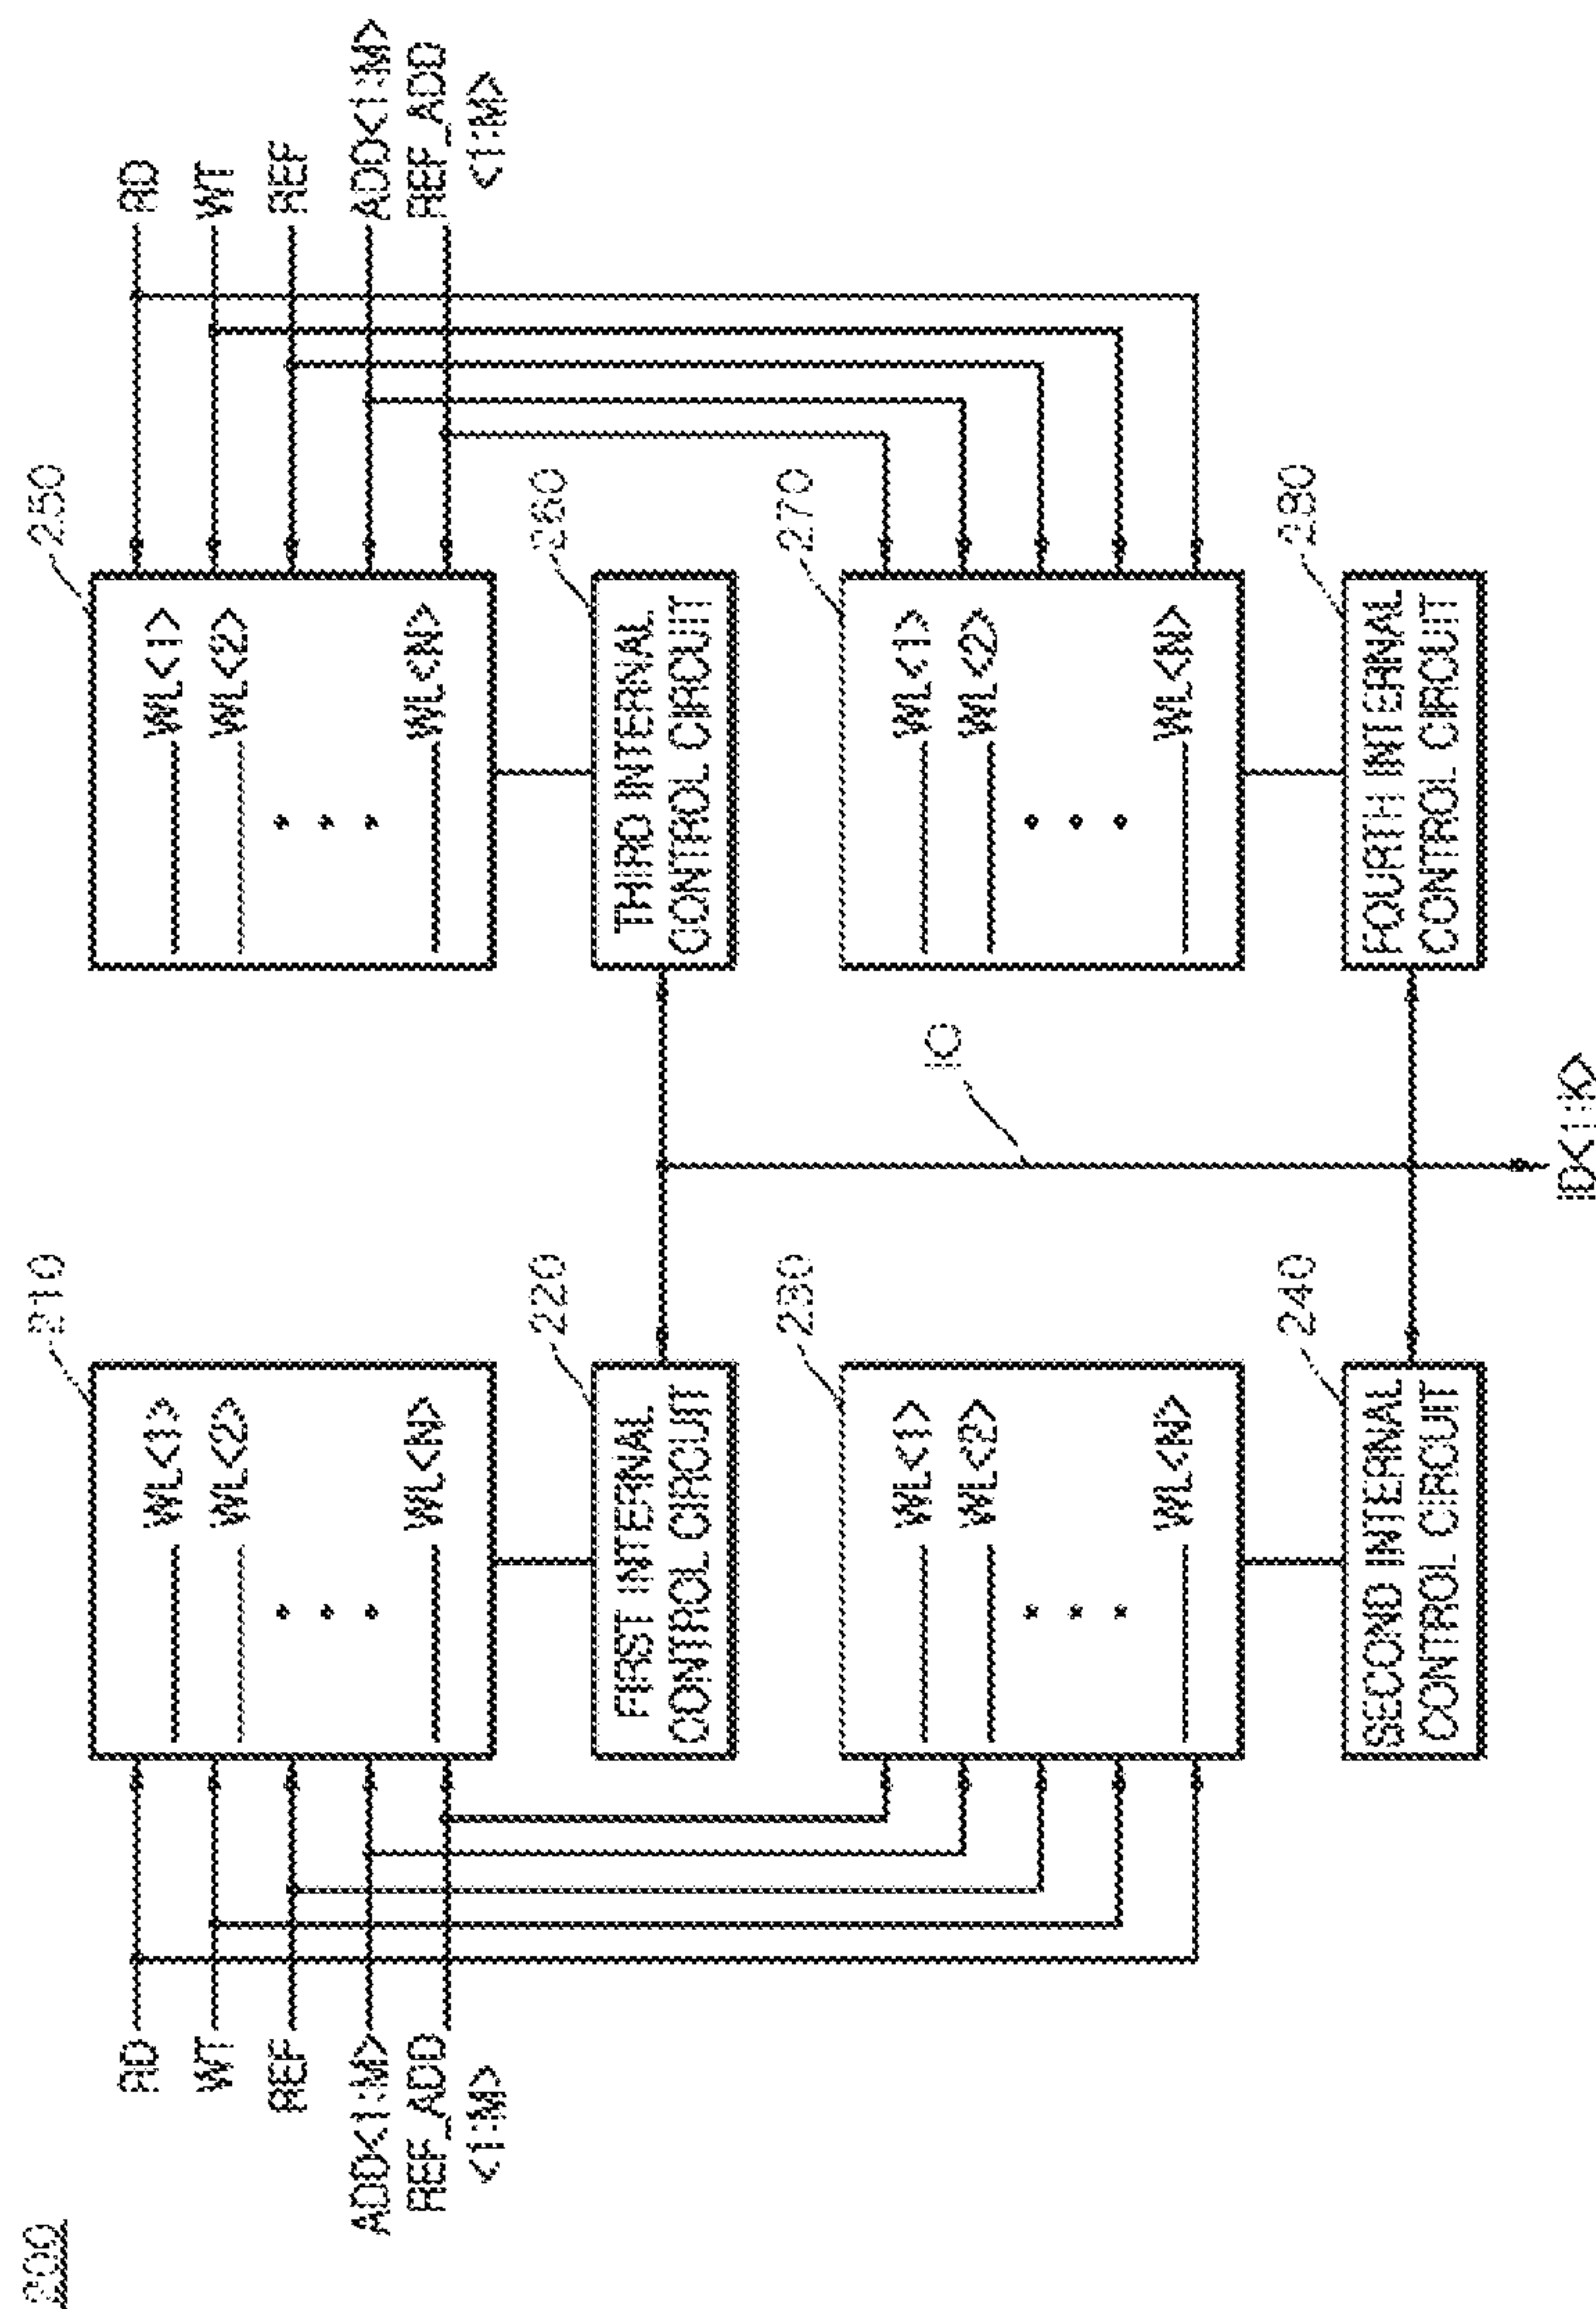 200
210
RD
WT
REF
ADD<1:M>
REF_ADD
<1:M>
WL<1>
WL<2>
WL<N>
220
FIRST INTERNAL
CONTROL CIRCUIT
230
WL<1>
WL<2>
WL<N>
240
SECOND INTERNAL
CONTROL CIRCUIT
250
WL<1>
WL<2>
WL<N>
RD
WT
REF
ADD<1:M>
REF_ADD
<1:M>
260
THIRD INTERNAL
CONTROL CIRCUIT
IO
270
WL<1>
WL<2>
WL<N>
280
FOURTH INTERNAL
CONTROL CIRCUIT
ID<1:K>